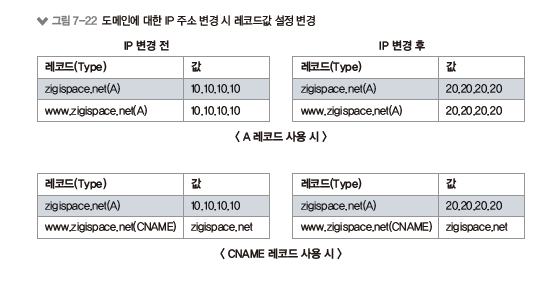 그림 7-22 도메인에 대한 IP 주소 변경 시 레코드값 설정 변경
IP 변경 전
레코드(Type) 값
zigispace.net(A) 10.10.10.10
www.zigispace.net(A) 10.10.10.10
IP 변경 후
레코드(Type) 값
zigispace.net(A) 20.20.20.20
www.zigispace.net(A) 20.20.20.20
< A 레코드 사용 시 >
레코드(Type) 값
zigispace.net(A) 10.10.10.10
www.zigispace.net(CNAME) zigispace.net
레코드(Type) 값
zigispace.net(A) 20.20.20.20
www.zigispace.net(CNAME) zigispace.net
< CNAME 레코드 사용 시 >